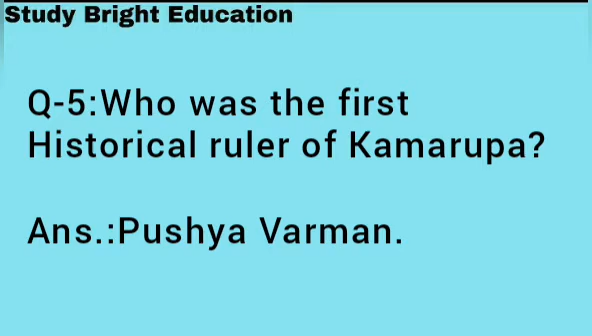 Study Bright Education
Q-5:Who was the first
Historical ruler of Kamarupa?
Ans.:Pushya Varman.